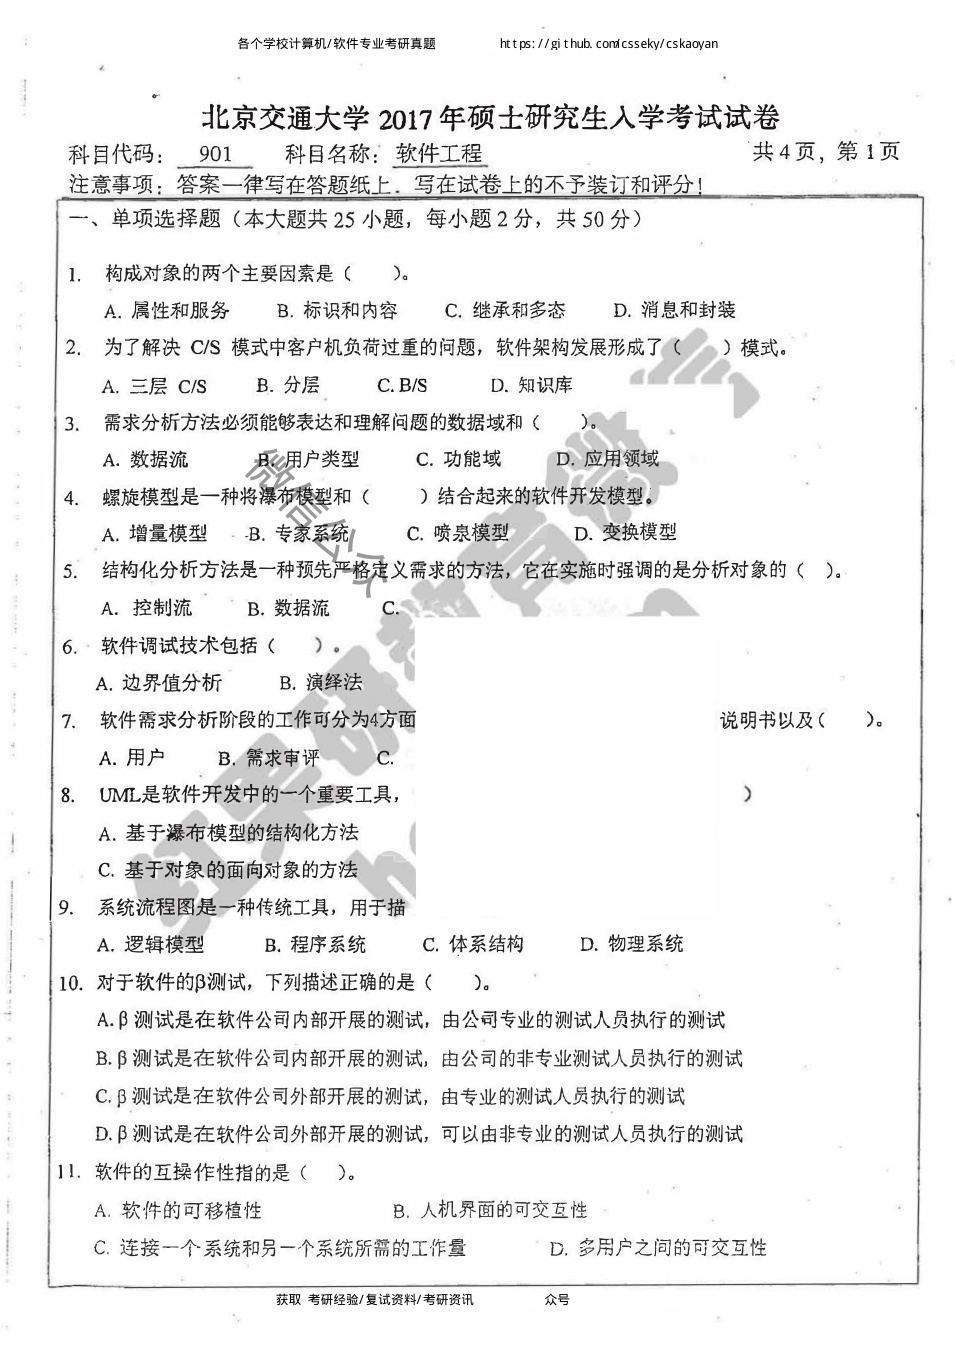 各个学校计算机/软件专业考研真题 https://github.com/csseky/cskaoyan
北京交通大学 2017 年硕士研究生入学考试试卷
科目代码: 901 科目名称: 软件工程 共 4 页, 第 1 页
注意事项: 答案一律写在答题纸上. 写在试卷上的不予装订和评分!
一、单项选择题（本大题共 25 小题，每小题 2 分，共 50 分）
1. 构成对象的两个主要因素是（ ）。
A. 属性和服务 B. 标识和内容 C. 继承和多态 D. 消息和封装
2. 为了解决 C/S 模式中客户机负荷过重的问题，软件架构发展形成了（ ）模式。
A. 三层 C/S B. 分层 C. B/S D. 知识库
3. 需求分析方法必须能够表达和理解问题的数据域和（ ）。
A. 数据流 B. 用户类型 C. 功能域 D. 应用领域
4. 螺旋模型是一种将瀑布模型和（ ）结合起来的软件开发模型。
A. 增量模型 B. 专家系统 C. 喷泉模型 D. 变换模型
5. 结构化分析方法是一种预先严格定义需求的方法，它在实施时强调的是分析对象的（ ）。
A. 控制流 B. 数据流 C.
6. 软件调试技术包括（ ）。
A. 边界值分析 B. 演绎法
7. 软件需求分析阶段的工作可分为4方面 说明书以及（ ）。
A. 用户 B. 需求审评 C.
8. UML是软件开发中的一个重要工具， ）
A. 基于瀑布模型的结构化方法
C. 基于对象的面向对象的方法
9. 系统流程图是一种传统工具，用于描
A. 逻辑模型 B. 程序系统 C. 体系结构 D. 物理系统
10. 对于软件的β测试，下列描述正确的是（ ）。
A. β 测试是在软件公司内部开展的测试，由公司专业的测试人员执行的测试
B. β 测试是在软件公司内部开展的测试，由公司的非专业测试人员执行的测试
C. β 测试是在软件公司外部开展的测试，由专业的测试人员执行的测试
D. β 测试是在软件公司外部开展的测试，可以由非专业的测试人员执行的测试
11. 软件的互操作性指的是（ ）。
A. 软件的可移植性 B. 人机界面的可交互性
C. 连接一个系统和另一个系统所需的工作量 D. 多用户之间的可交互性
获取 考研经验/复试资料/考研资讯 众号
微信公众